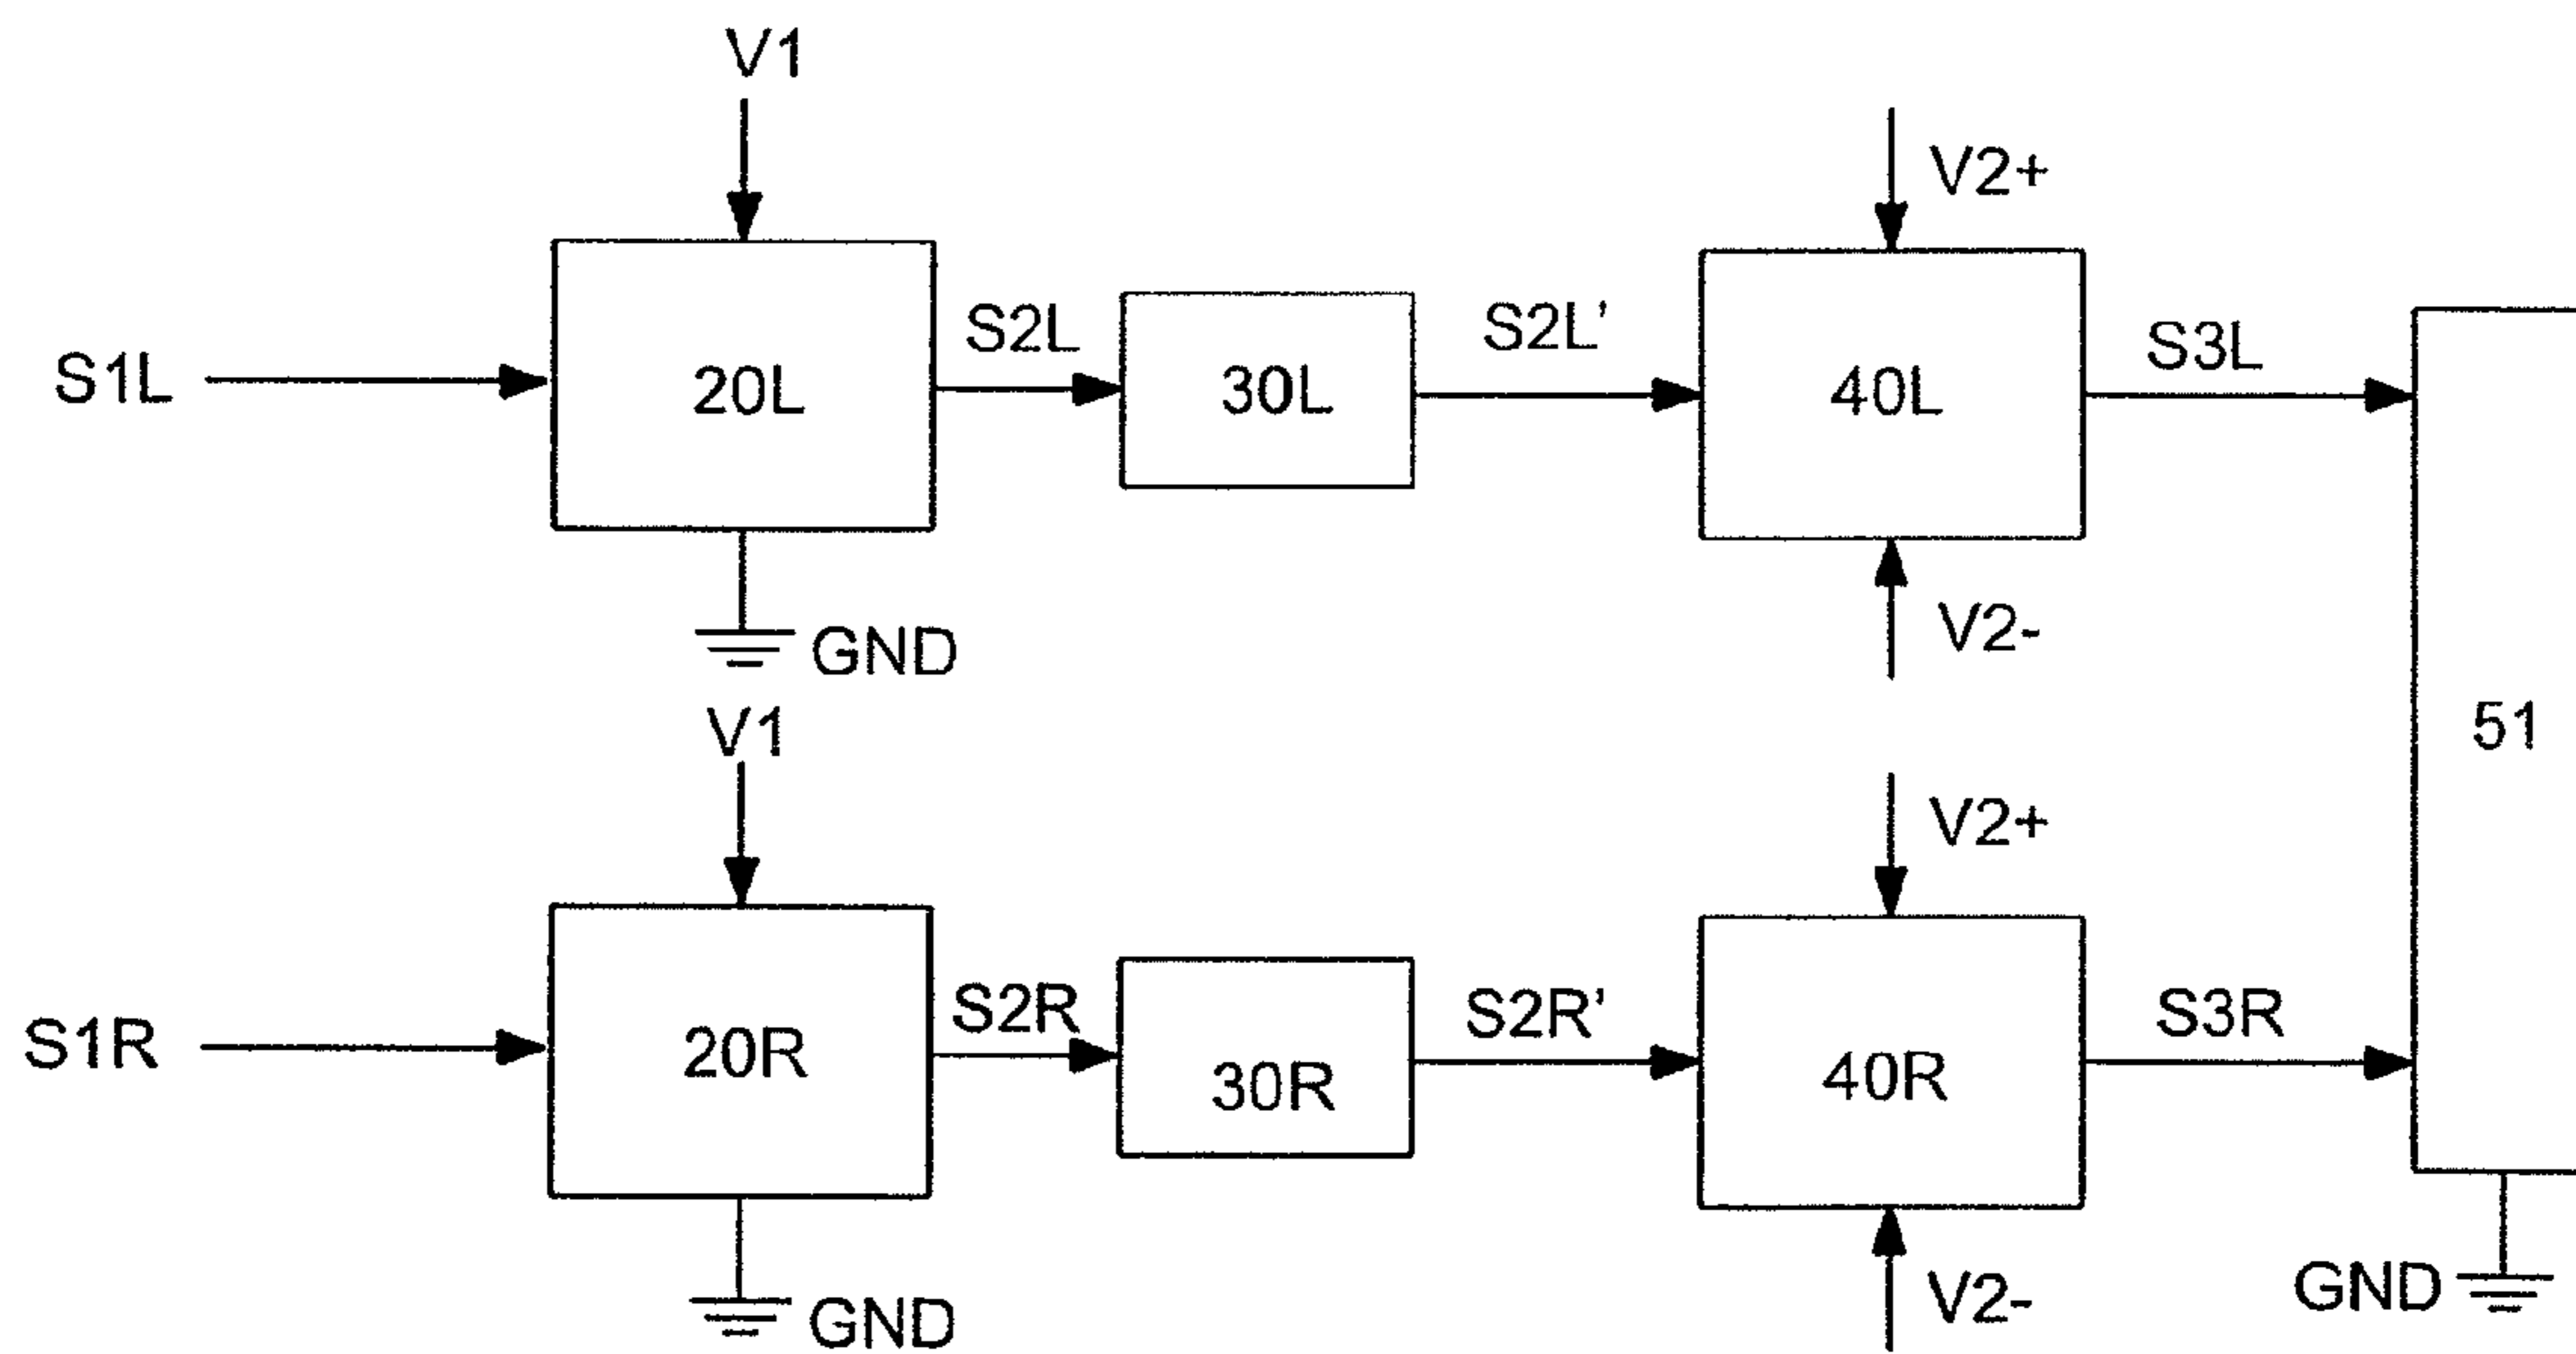 V1
V2+
S1L
20L
S2L
30L
S2L'
40L
S3L
GND
V2-
V1
51
V2+
S1R
20R
S2R
30R
S2R'
40R
S3R
GND
V2-
GND